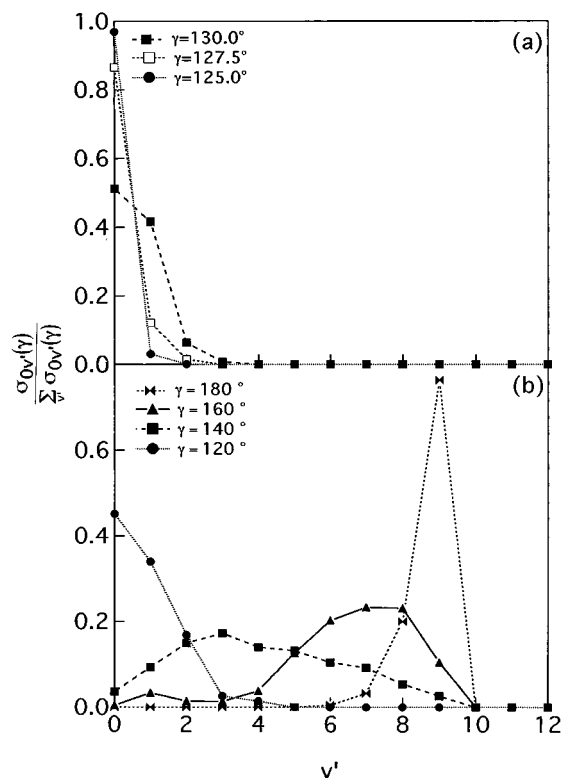 (a)
γ=130.0°
γ=127.5°
γ=125.0°
1.0
0.8
0.6
0.4
0.2
0.0
(b)
γ = 180 °
γ = 160 °
γ = 140 °
γ = 120 °
0.6
0.4
0.2
0.0
0 2 4 6 8 10 12
v'
σ0v'(γ)
Σv' σ0v'(γ)